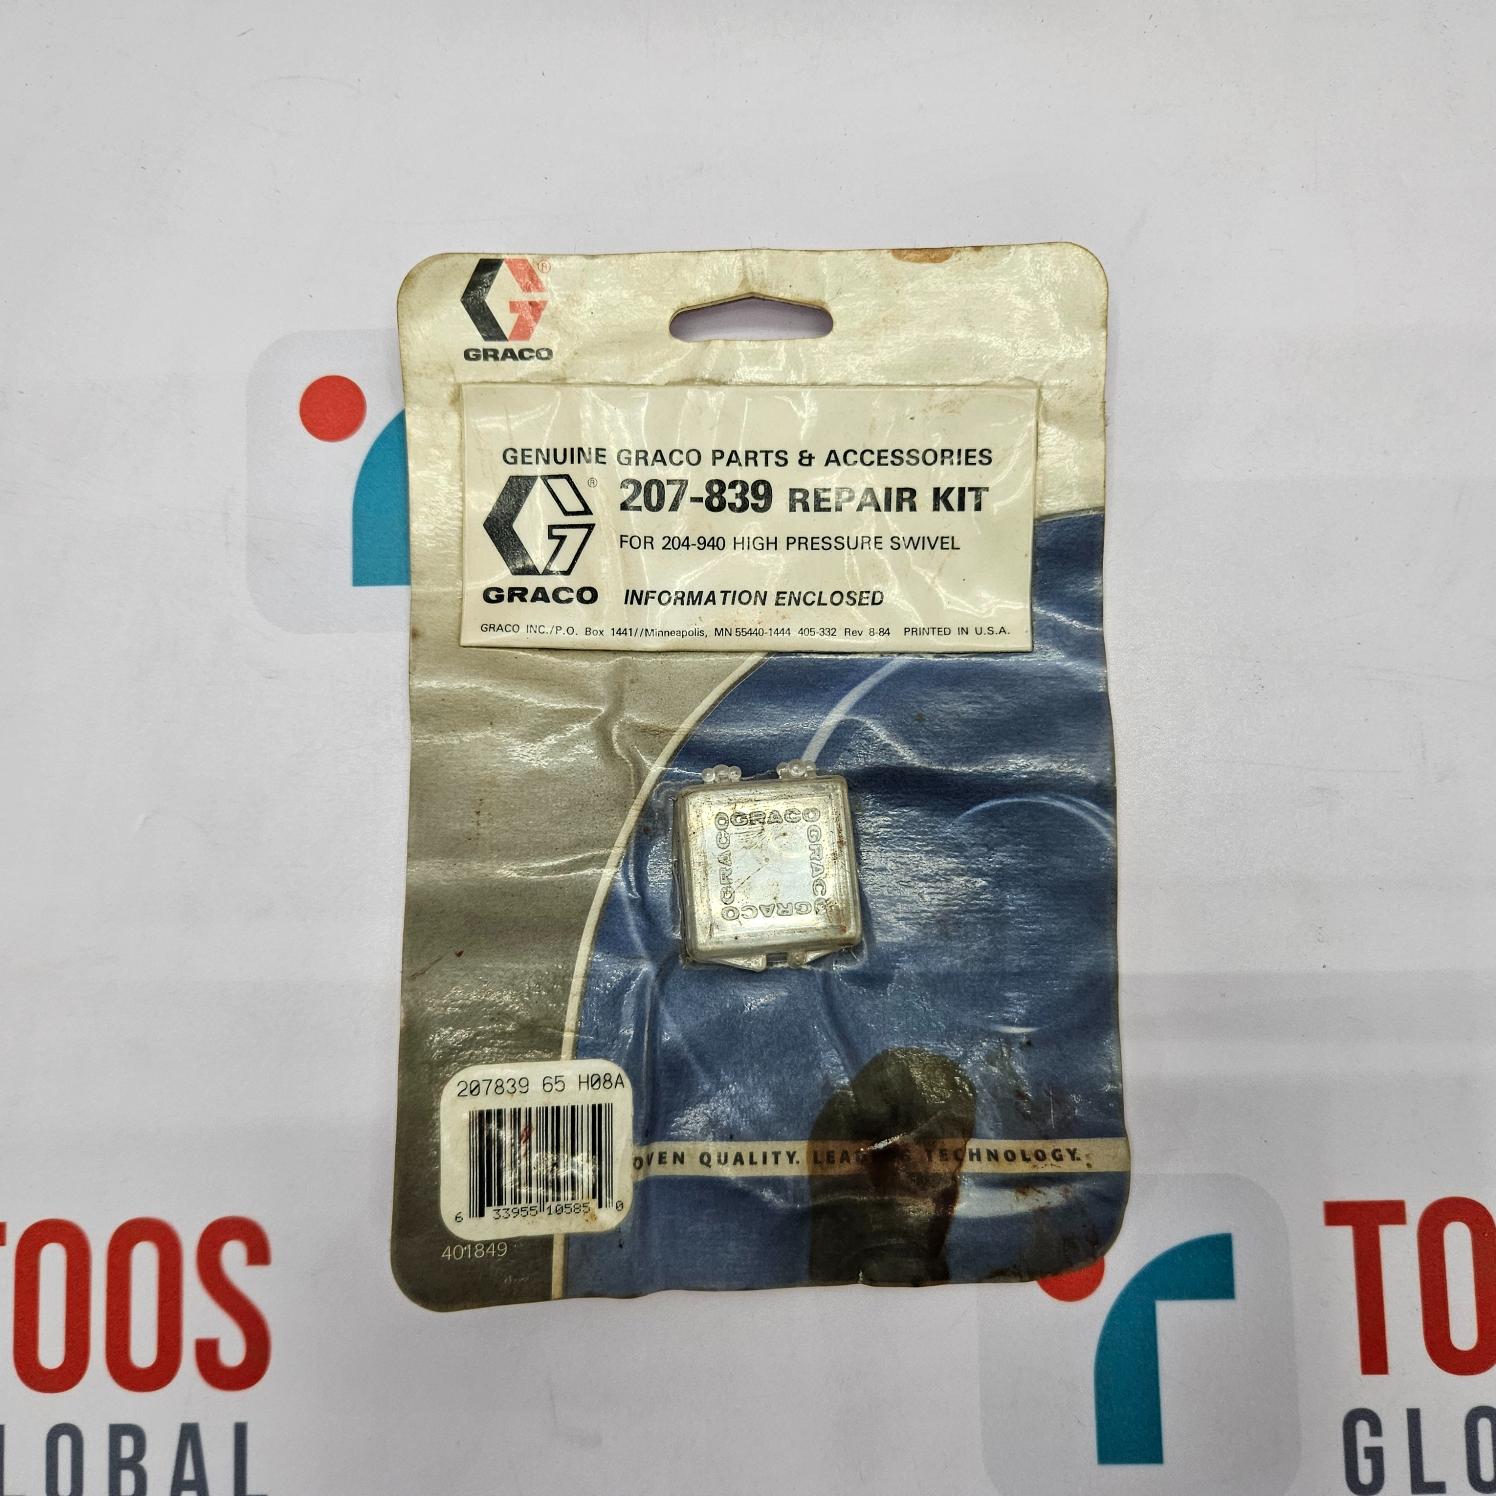 GRACO
GENUINE GRACO PARTS & ACCESSORIES
207-839 REPAIR KIT
FOR 204-940 HIGH PRESSURE SWIVEL
GRACO
INFORMATION ENCLOSED
GRACO INC./P.O. Box 1441//Minneapolis, MN 55440-1444 405-332 Rev 8-84 PRINTED IN U.S.A.
GRACO
GRACO
GRACO
GRACO
207839 65 H08A
6 33955 10585 0
401849
OVEN QUALITY. LEADING TECHNOLOGY.
TOOS
LOBAL
TO
GLO